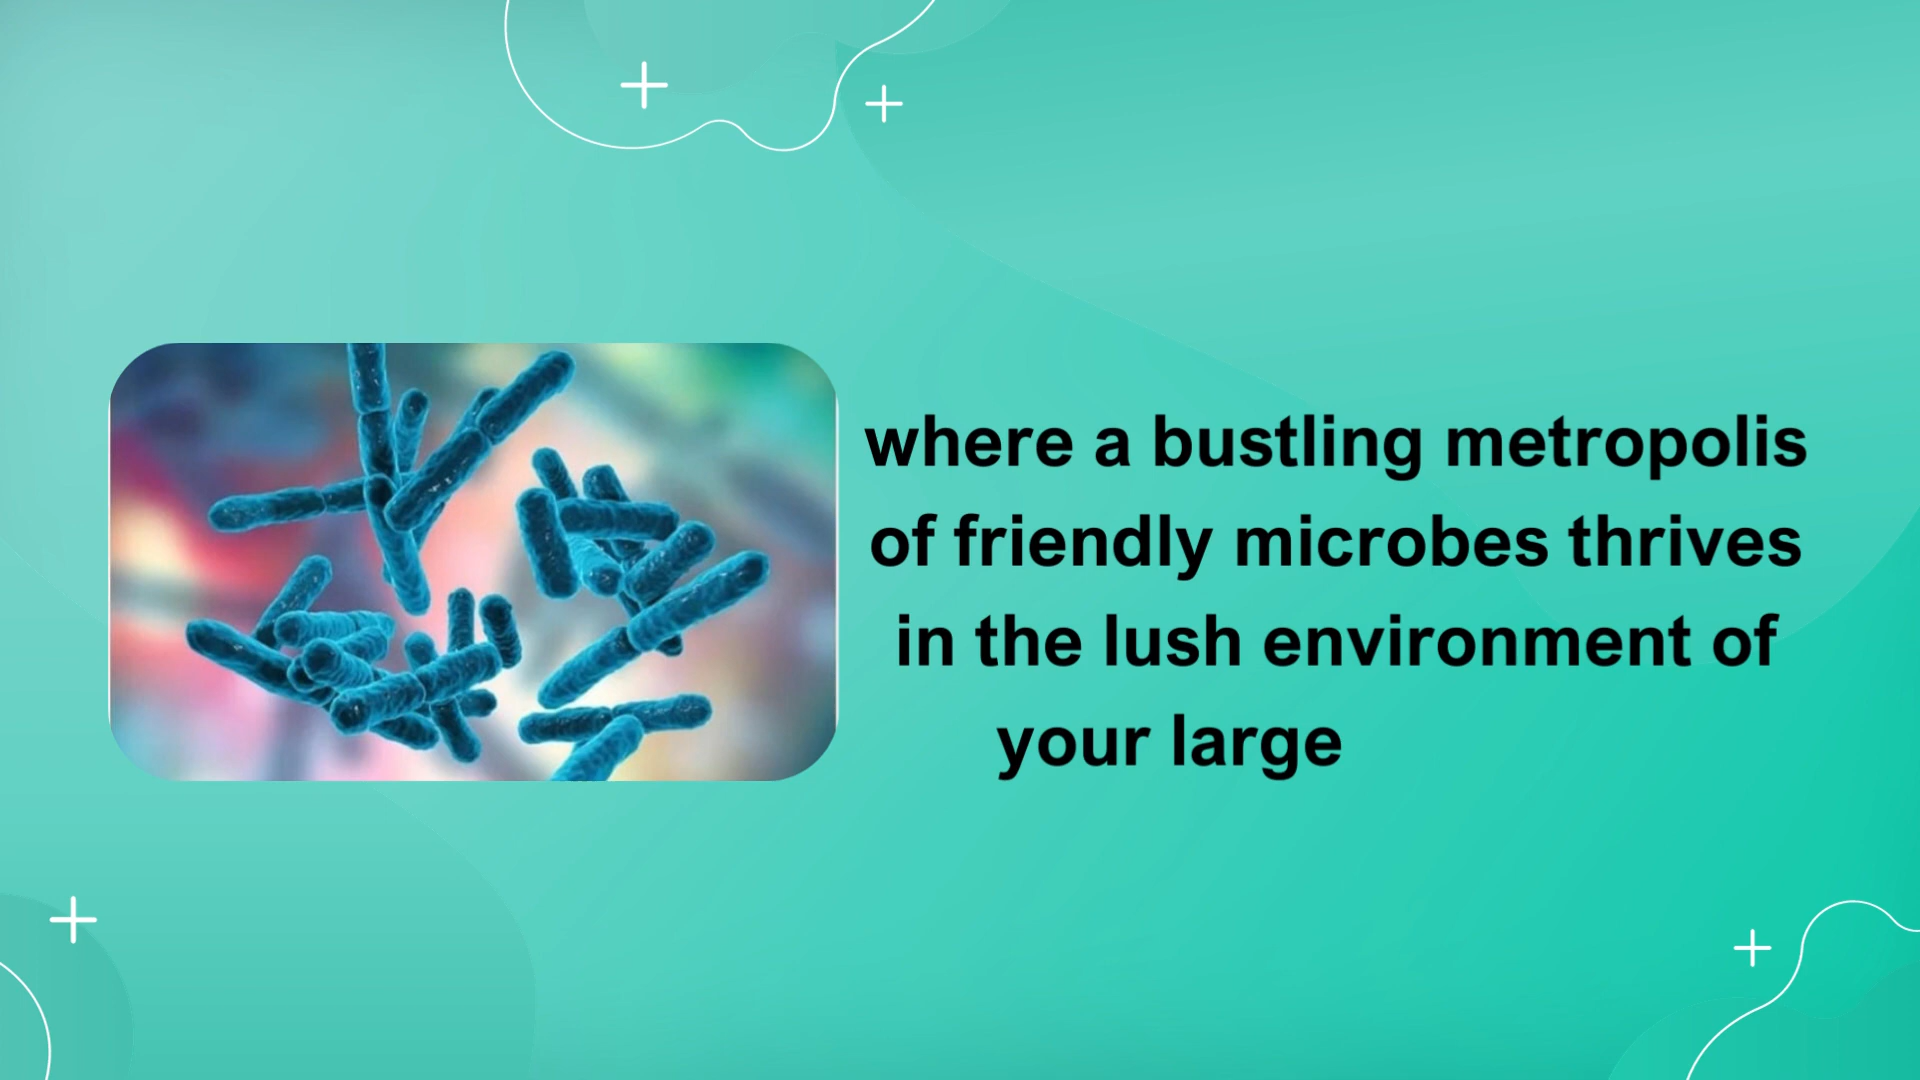 where a bustling metropolis
of friendly microbes thrives
in the lush environment of
your large